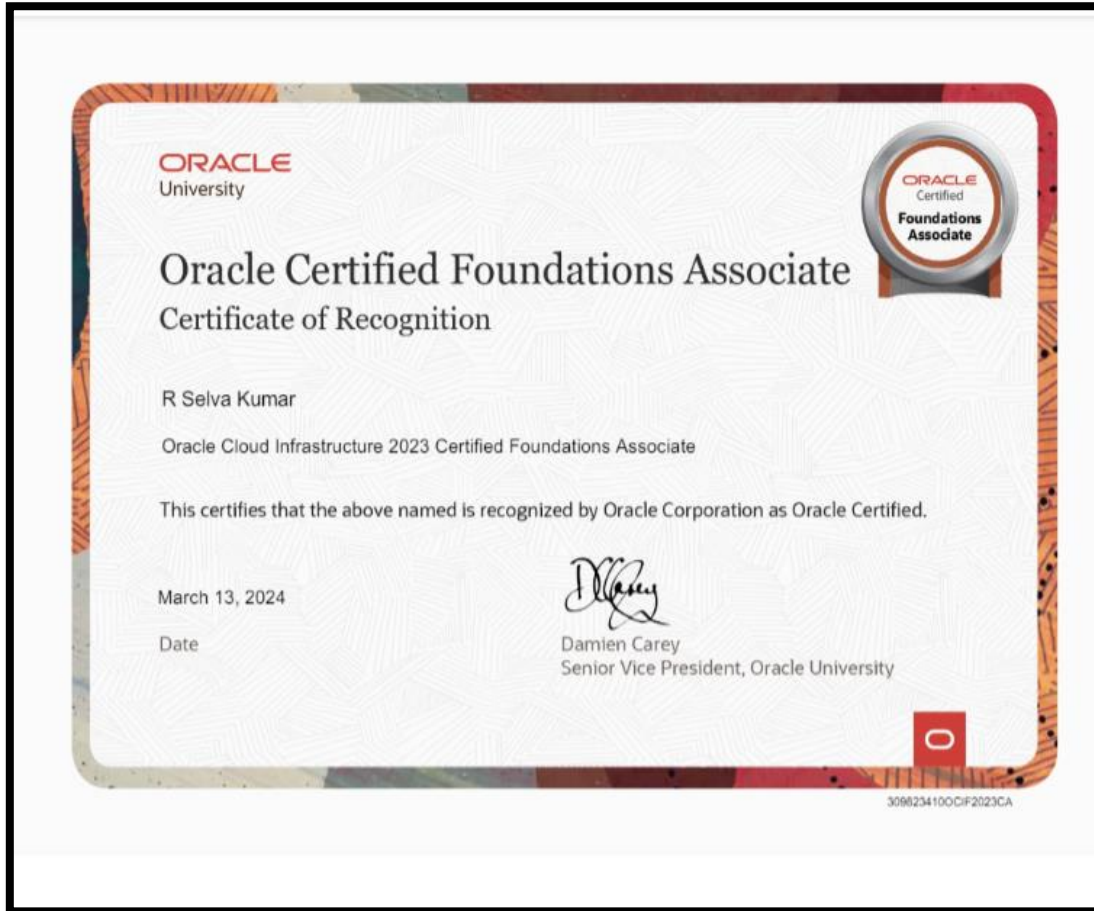 ORACLE
University
ORACLE
Certified
Foundations
Associate
Oracle Certified Foundations Associate
Certificate of Recognition
R Selva Kumar
Oracle Cloud Infrastructure 2023 Certified Foundations Associate
This certifies that the above named is recognized by Oracle Corporation as Oracle Certified.
March 13, 2024
Date
Damien Carey
Senior Vice President, Oracle University
309823410OCIF2023CA